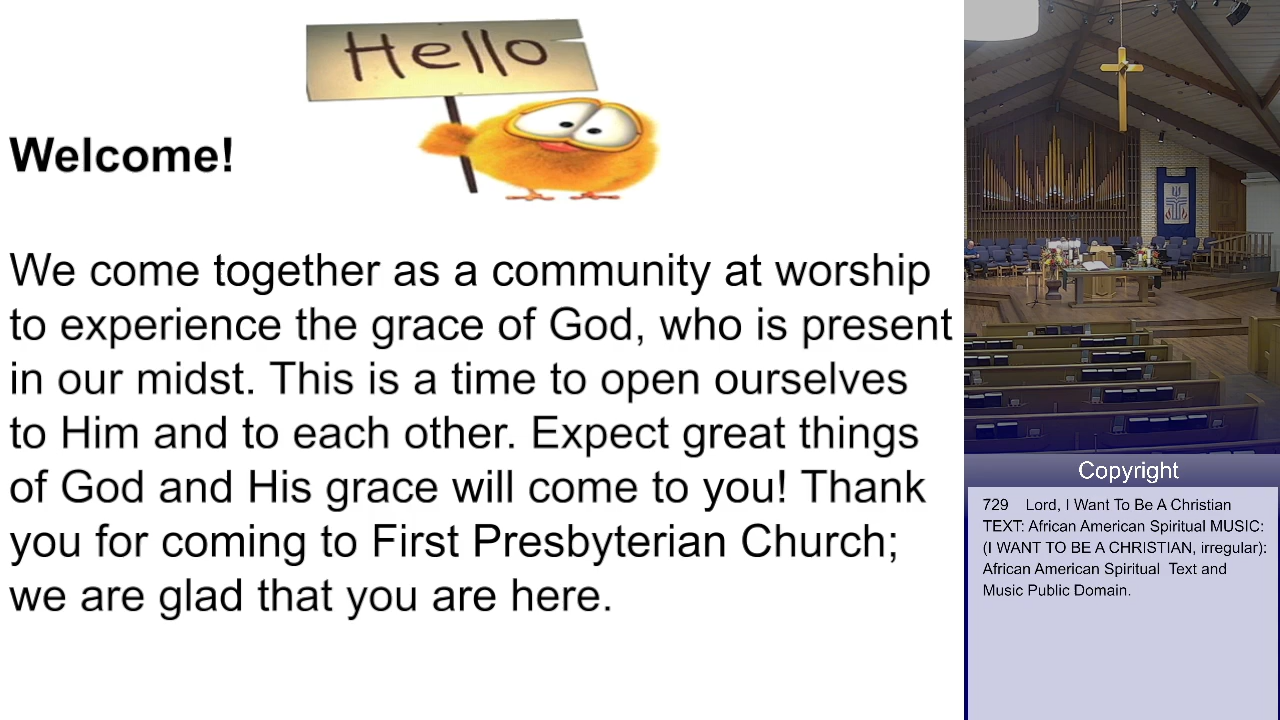 Hello
Welcome!
We come together as a community at worship
to experience the grace of God, who is present
in our midst. This is a time to open ourselves
to Him and to each other. Expect great things
of God and His grace will come to you! Thank
you for coming to First Presbyterian Church;
we are glad that you are here.
Copyright
729 Lord, I Want To Be A Christian
TEXT: African American Spiritual MUSIC:
(I WANT TO BE A CHRISTIAN, irregular):
African American Spiritual Text and
Music Public Domain.